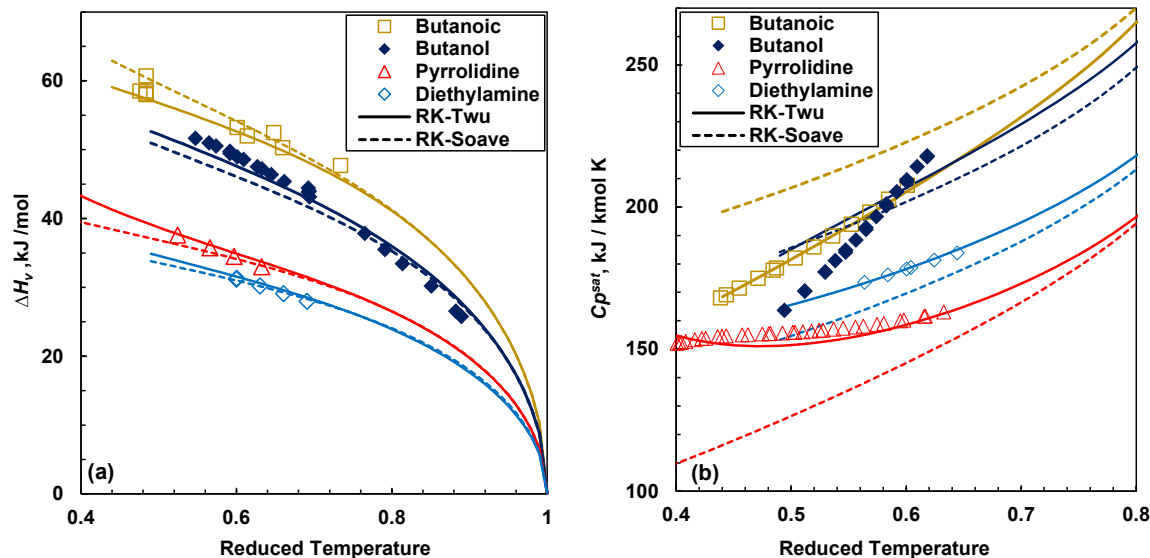 Butanoic
Butanol
Pyrrolidine
Diethylamine
RK-Twu
RK-Soave
60
40
20
0
ΔHv ,kJ /mol
(a)
0.4
0.6
0.8
1
Reduced Temperature
Butanoic
Butanol
Pyrrolidine
Diethylamine
RK-Twu
RK-Soave
250
200
150
100
Cp^sat, kJ / kmol K
(b)
0.4
0.5
0.6
0.7
0.8
Reduced Temperature